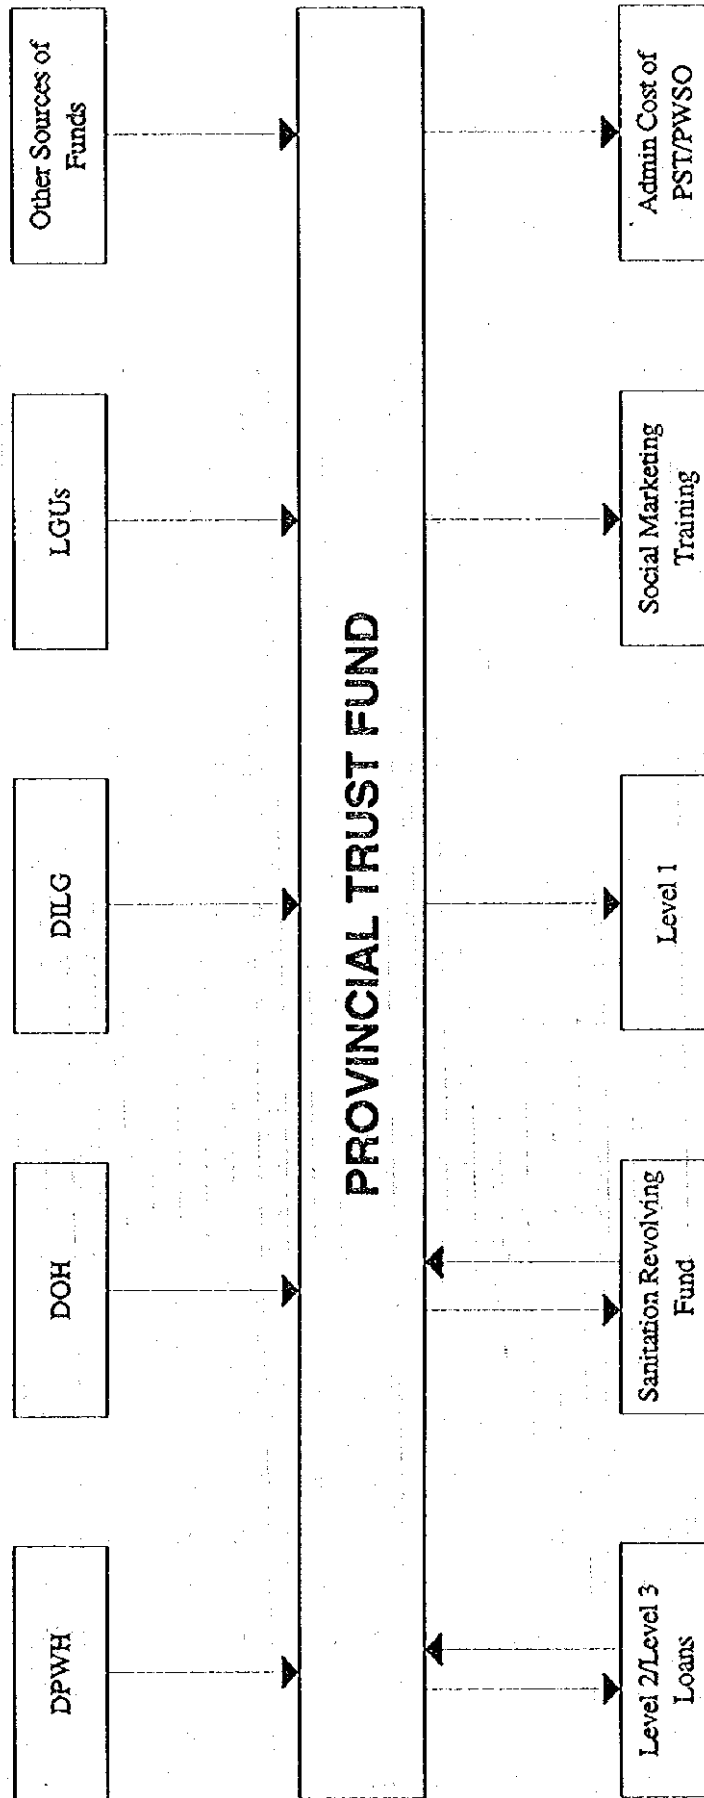 DPWH
DOH
DILG
LGUs
Other Sources of
Funds
PROVINCIAL TRUST FUND
Level 2/Level 3
Loans
Sanitation Revolving
Fund
Level 1
Social Marketing
Training
Admin Cost of
PST/PWSO